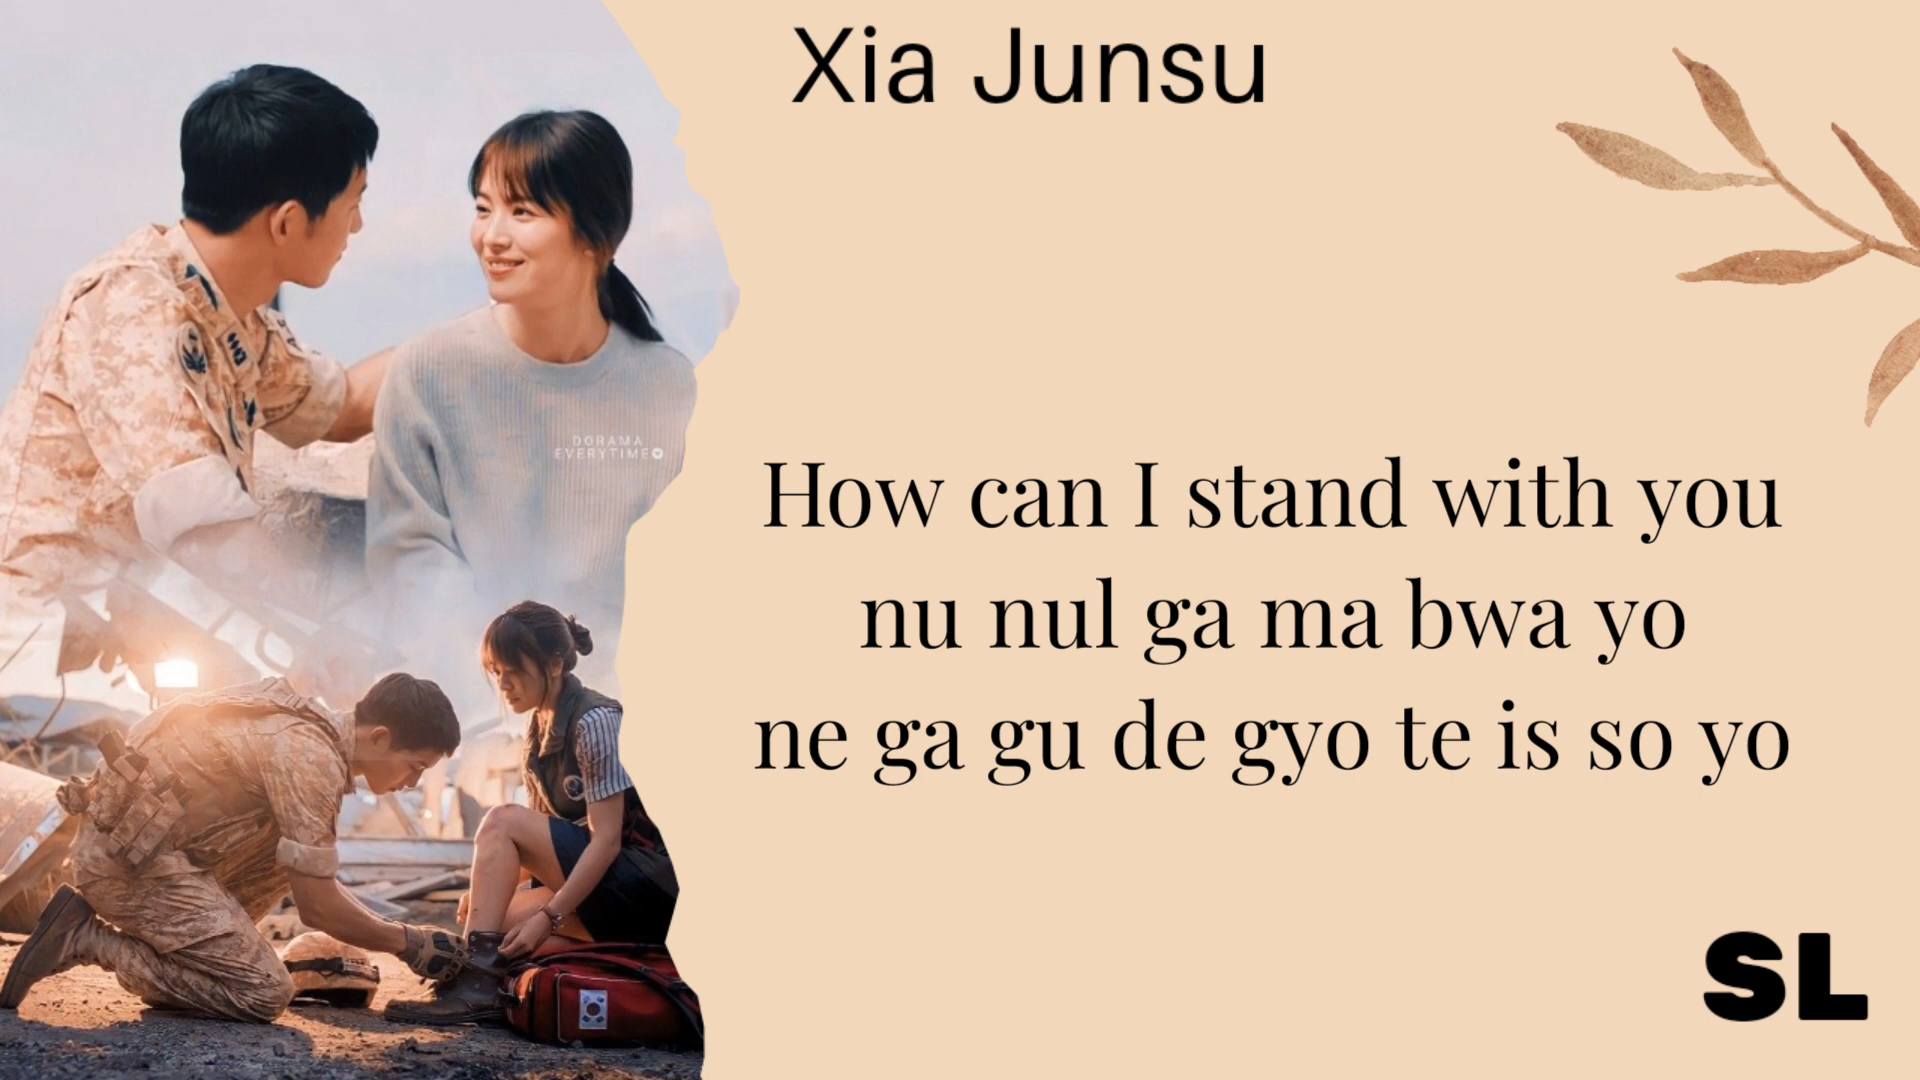 Xia Junsu
DORAMA
EVERYTIME
How can I stand with you
nu nul ga ma bwa yo
ne ga gu de gyo te is so yo
SL